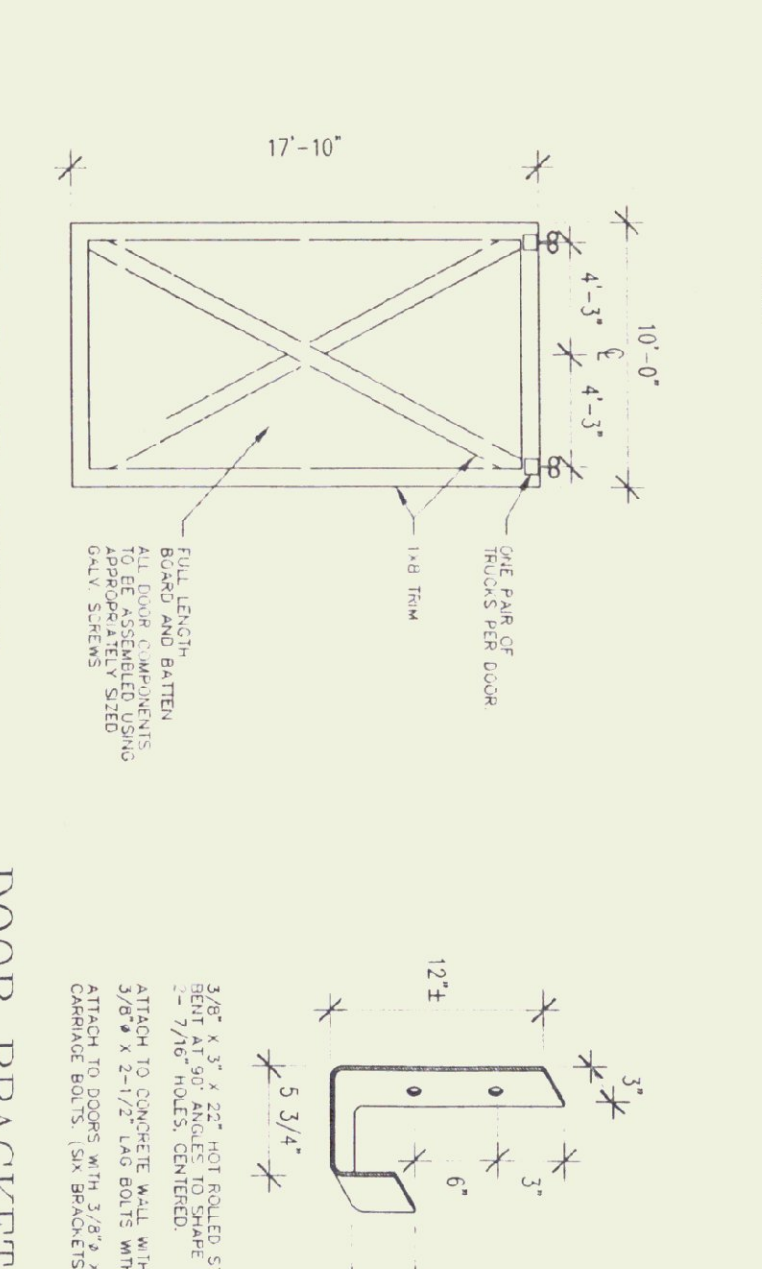 17'-10"
10'-0"
4'-3"
℄
4'-3"
ONE PAIR OF
TRUCKS PER DOOR.
1X8 TRIM
FULL LENGTH
BOARD AND BATTEN
ALL DOOR COMPONENTS
TO BE ASSEMBLED USING
APPROPRIATELY SIZED
GALV. SCREWS
12"±
3"
3"
6"
5 3/4"
3/8" X 3" X 22" HOT ROLLED
BENT AT 90° ANGLES TO SHAPE
2- 7/16" HOLES, CENTERED.
ATTACH TO CONCRETE WALL WITH
3/8"ø X 2-1/2" LAG BOLTS WITH
ATTACH TO DOORS WITH 3/8"ø X
CARRIAGE BOLTS. (SIX BRACKETS
DOOR BRACKET